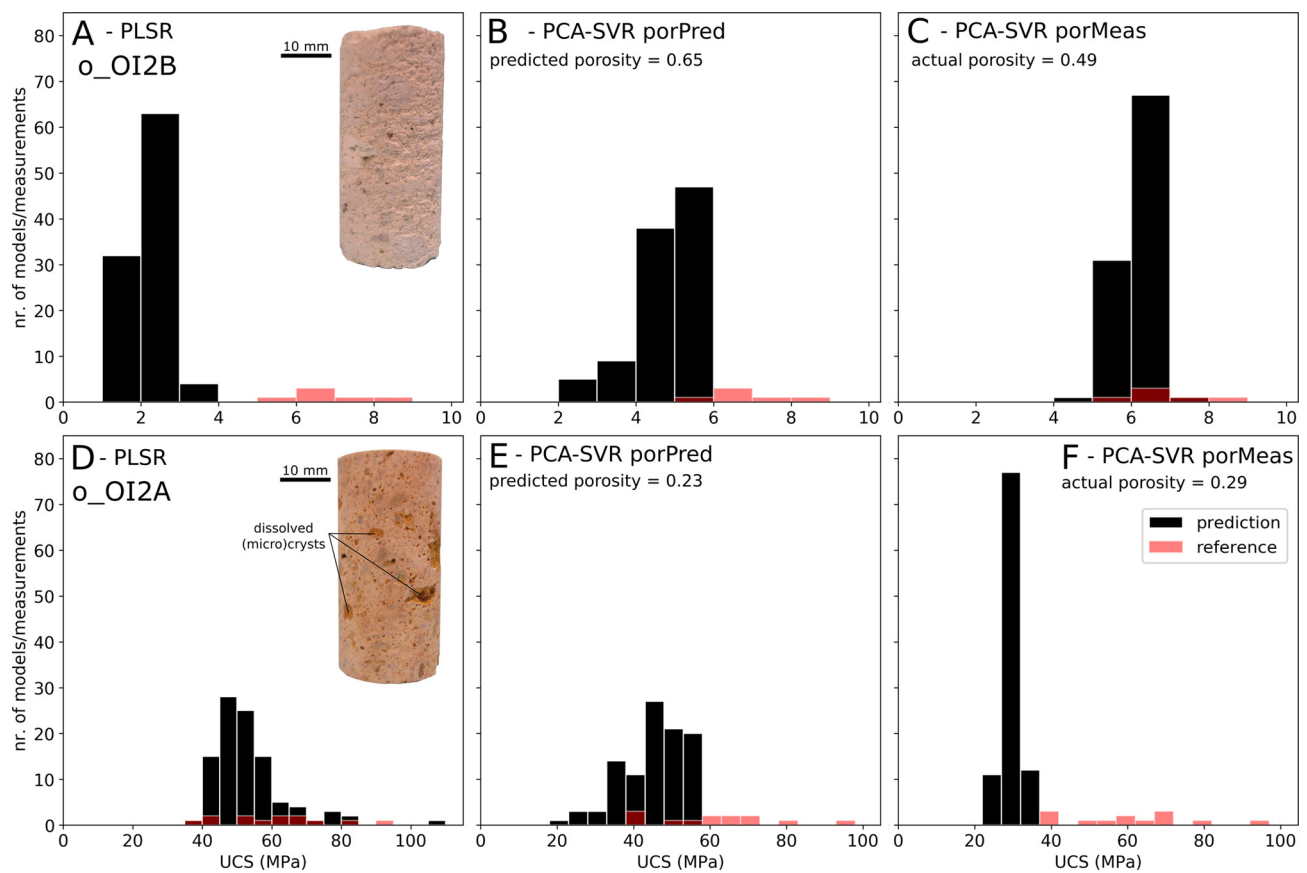 A - PLSR
o_OI2B
10 mm
nr. of models/measurements
80
70
60
50
40
30
20
10
0
0 2 4 6 8 10
B - PCA-SVR porPred
predicted porosity = 0.65
0 2 4 6 8 10
C - PCA-SVR porMeas
actual porosity = 0.49
0 2 4 6 8 10
D - PLSR
o_OI2A
10 mm
dissolved
(micro)crysts
nr. of models/measurements
80
70
60
50
40
30
20
10
0
0 20 40 60 80 100
UCS (MPa)
E - PCA-SVR porPred
predicted porosity = 0.23
0 20 40 60 80 100
UCS (MPa)
F - PCA-SVR porMeas
actual porosity = 0.29
prediction
reference
0 20 40 60 80 100
UCS (MPa)